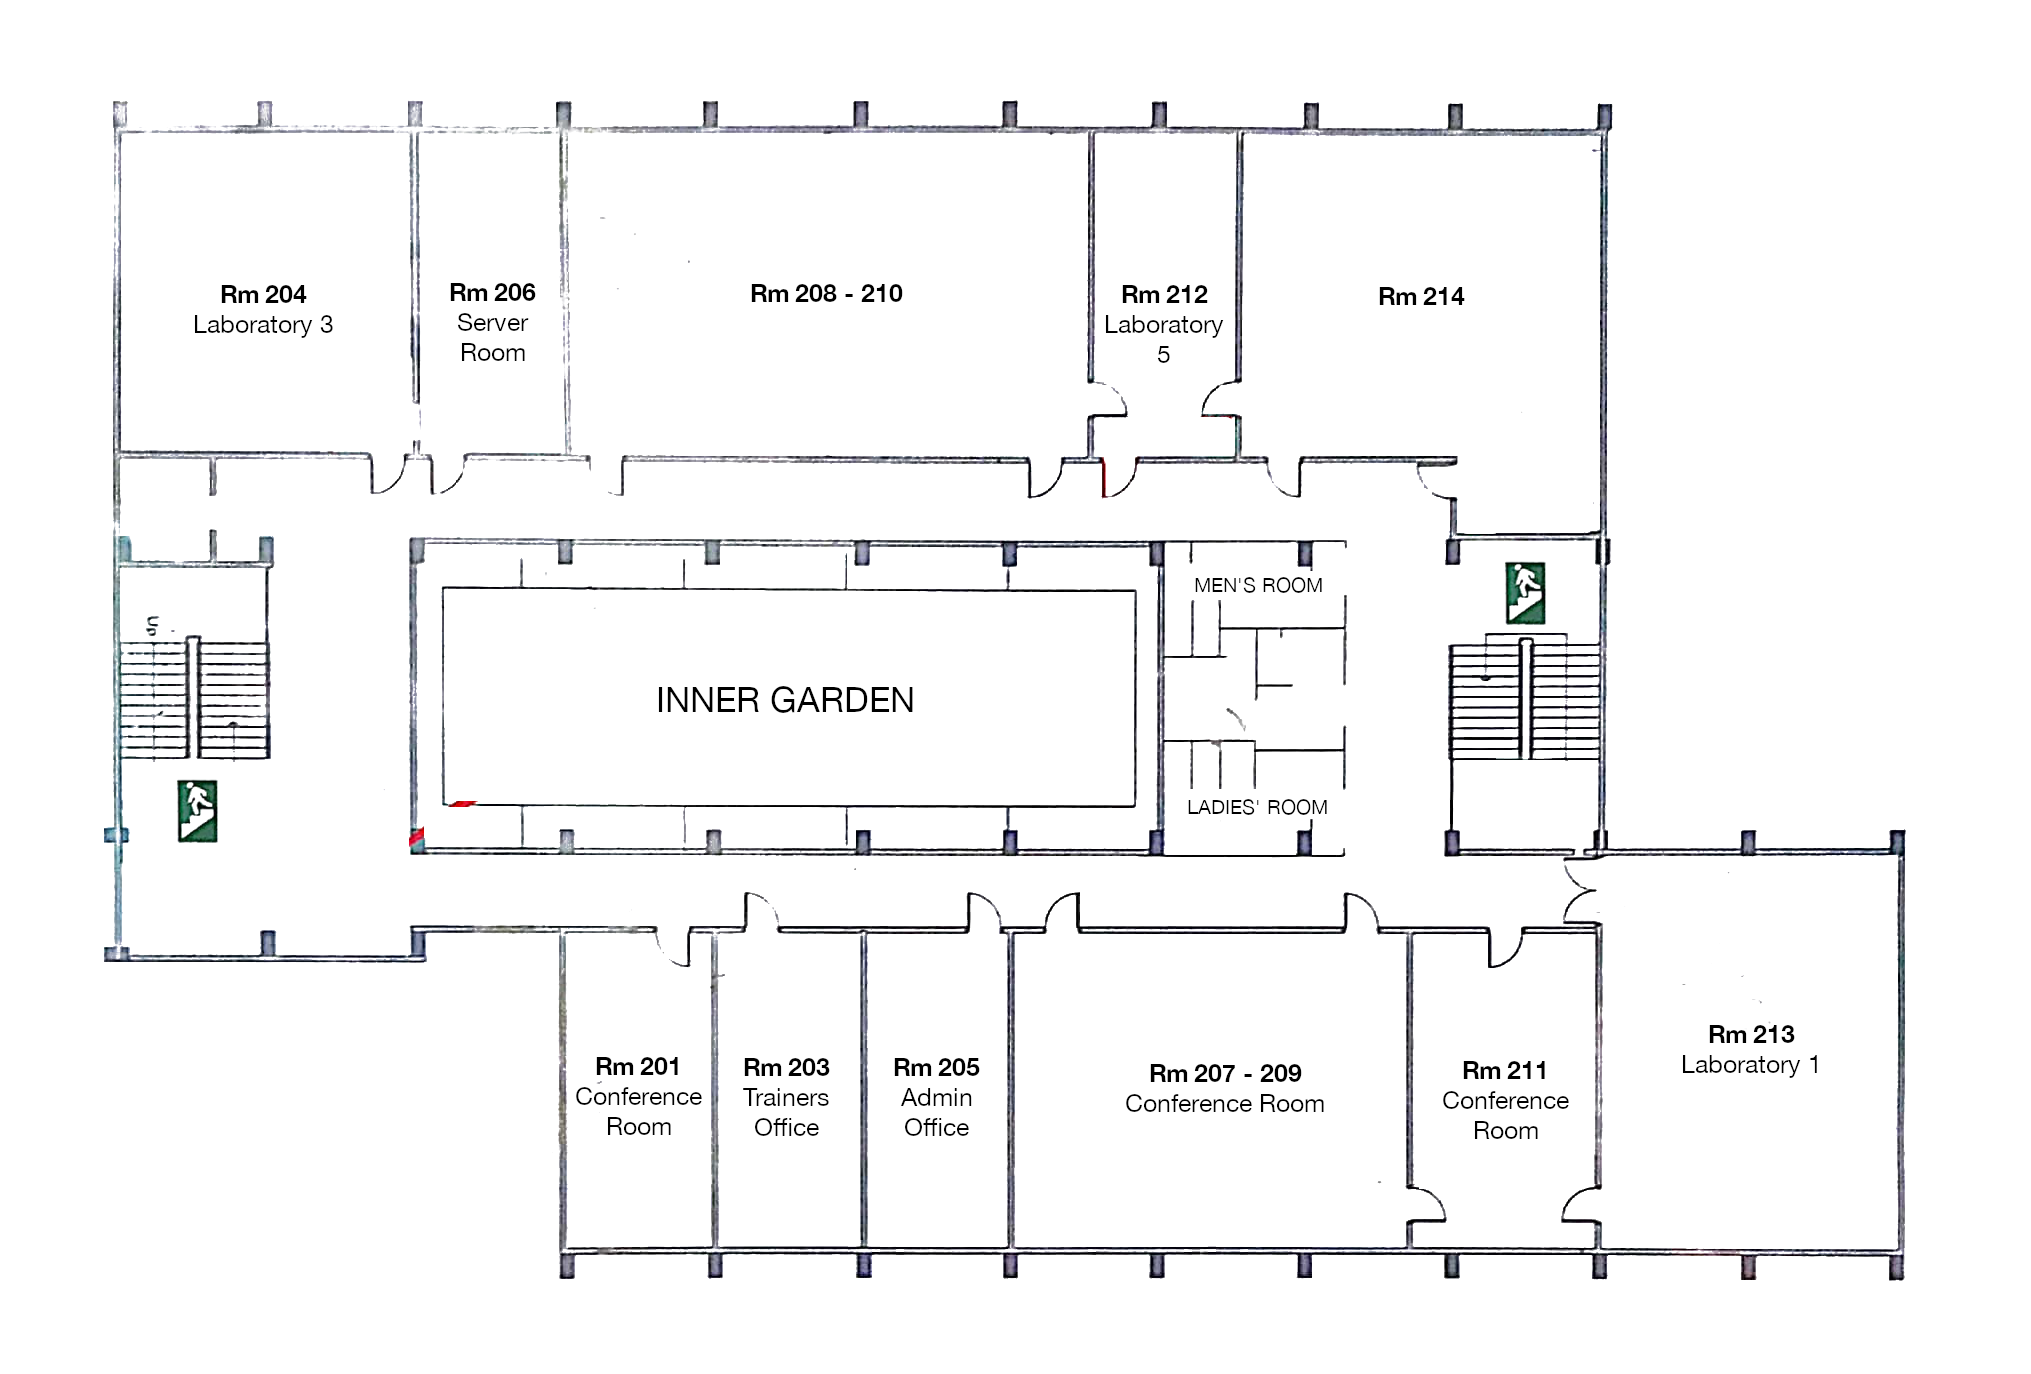 Rm 204
Laboratory 3
Rm 206
Server
Room
Rm 208 - 210
Rm 212
Laboratory
5
Rm 214
MEN'S ROOM
INNER GARDEN
LADIES' ROOM
Rm 201
Conference
Room
Rm 203
Trainers
Office
Rm 205
Admin
Office
Rm 207 - 209
Conference Room
Rm 211
Conference
Room
Rm 213
Laboratory 1